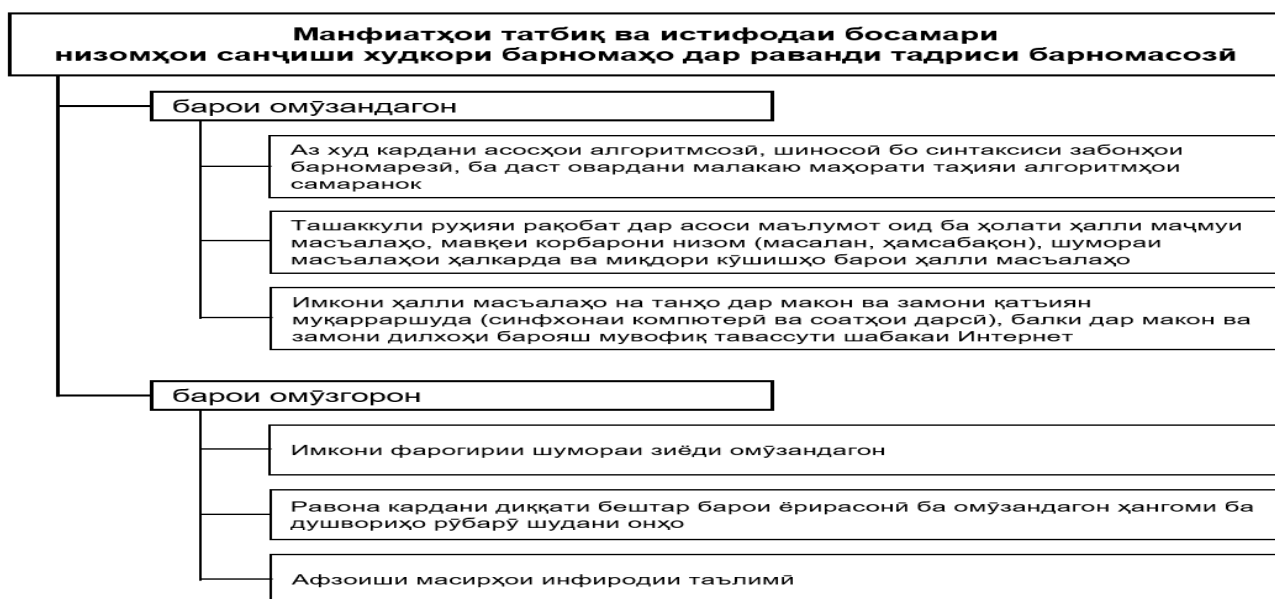 Манфиатҳои татбиқ ва истифодаи босамари
низомҳои санҷиши худкори барномаҳо дар раванди тадриси барномасозӣ
барои омӯзандагон
Аз худ кардани асосҳои алгоритмсозӣ, шиносоӣ бо синтаксиси забонҳои
барномарезӣ, ба даст овардани малакаю маҳорати таҳияи алгоритмҳои
самаранок
Ташаккули руҳияи рақобат дар асоси маълумот оид ба ҳолати ҳалли маҷмуи
масъалаҳо, мавқеи корбарони низом (масалан, ҳамсабақон), шумораи
масъалаҳои ҳалкарда ва миқдори кӯшишҳо барои ҳалли масъалаҳо
Имкони ҳалли масъалаҳо на танҳо дар макон ва замони қатъиян
муқарраршуда (синфхонаи компютерӣ ва соатҳои дарсӣ), балки дар макон ва
замони дилхоҳи барояш мувофиқ тавассути шабакаи Интернет
барои омӯзгорон
Имкони фарогирии шумораи зиёди омӯзандагон
Равона кардани диққати бештар барои ёрирасонӣ ба омӯзандагон ҳангоми ба
душвориҳо рӯбарӯ шудани онҳо
Афзоиши масирҳои инфиродии таълимӣ